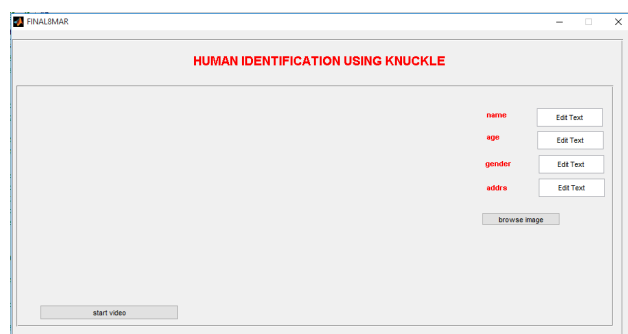 FINAL8MAR
HUMAN IDENTIFICATION USING KNUCKLE
name Edit Text
age Edit Text
gender Edit Text
addrs Edit Text
browse image
start video